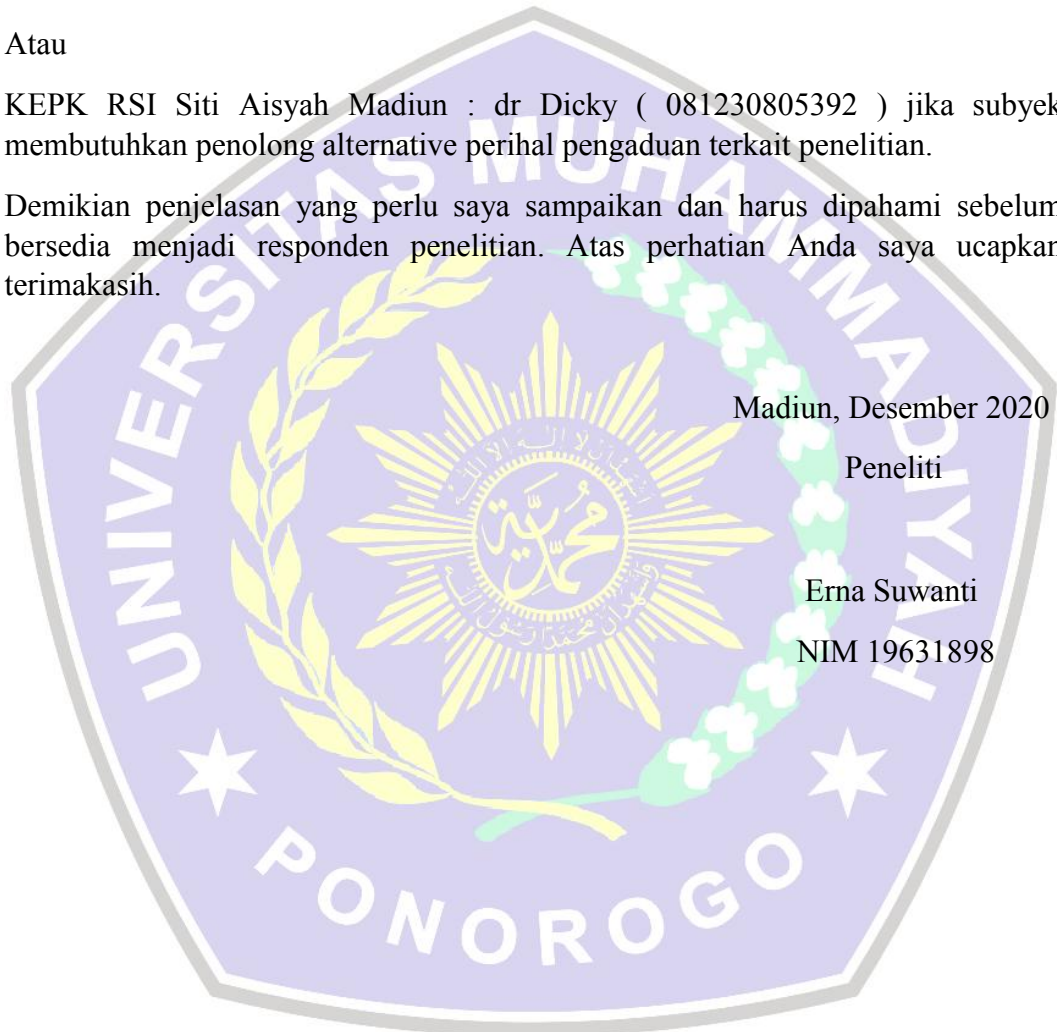 Atau
KEPK RSI Siti Aisyah Madiun : dr Dicky ( 081230805392 ) jika subyek
membutuhkan penolong alternative perihal pengaduan terkait penelitian.
Demikian penjelasan yang perlu saya sampaikan dan harus dipahami sebelum
bersedia menjadi responden penelitian. Atas perhatian Anda saya ucapkan
terimakasih.
Madiun, Desember 2020
Peneliti
Erna Suwanti
NIM 19631898
UNIVERSITAS MUHAMMADIYAH
PONOROGO
محمدية